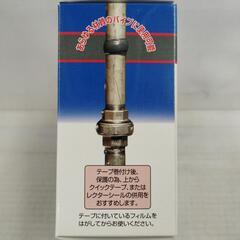 あらゆる材質のパイプに適用可能
テープ巻付け後、
保護の為、上から
クイックテープ、または
レクターシールの併用を
おすすめします。
テープに付いているフィルムを
はがしてからお使いください。